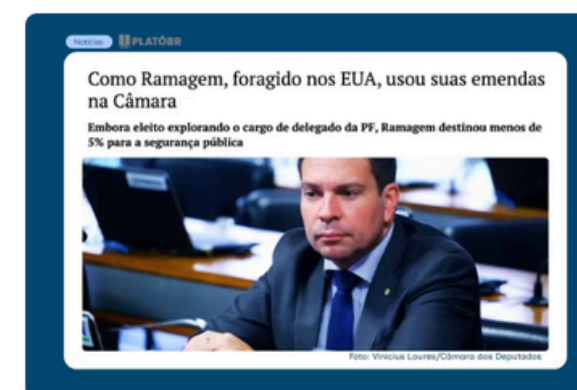 Notícias PLATÔBR
Como Ramagem, foragido nos EUA, usou suas emendas
na Câmara
Embora eleito explorando o cargo de delegado da PF, Ramagem destinou menos de
5% para a segurança pública
Foto: Vinicius Loures/Câmara dos Deputados